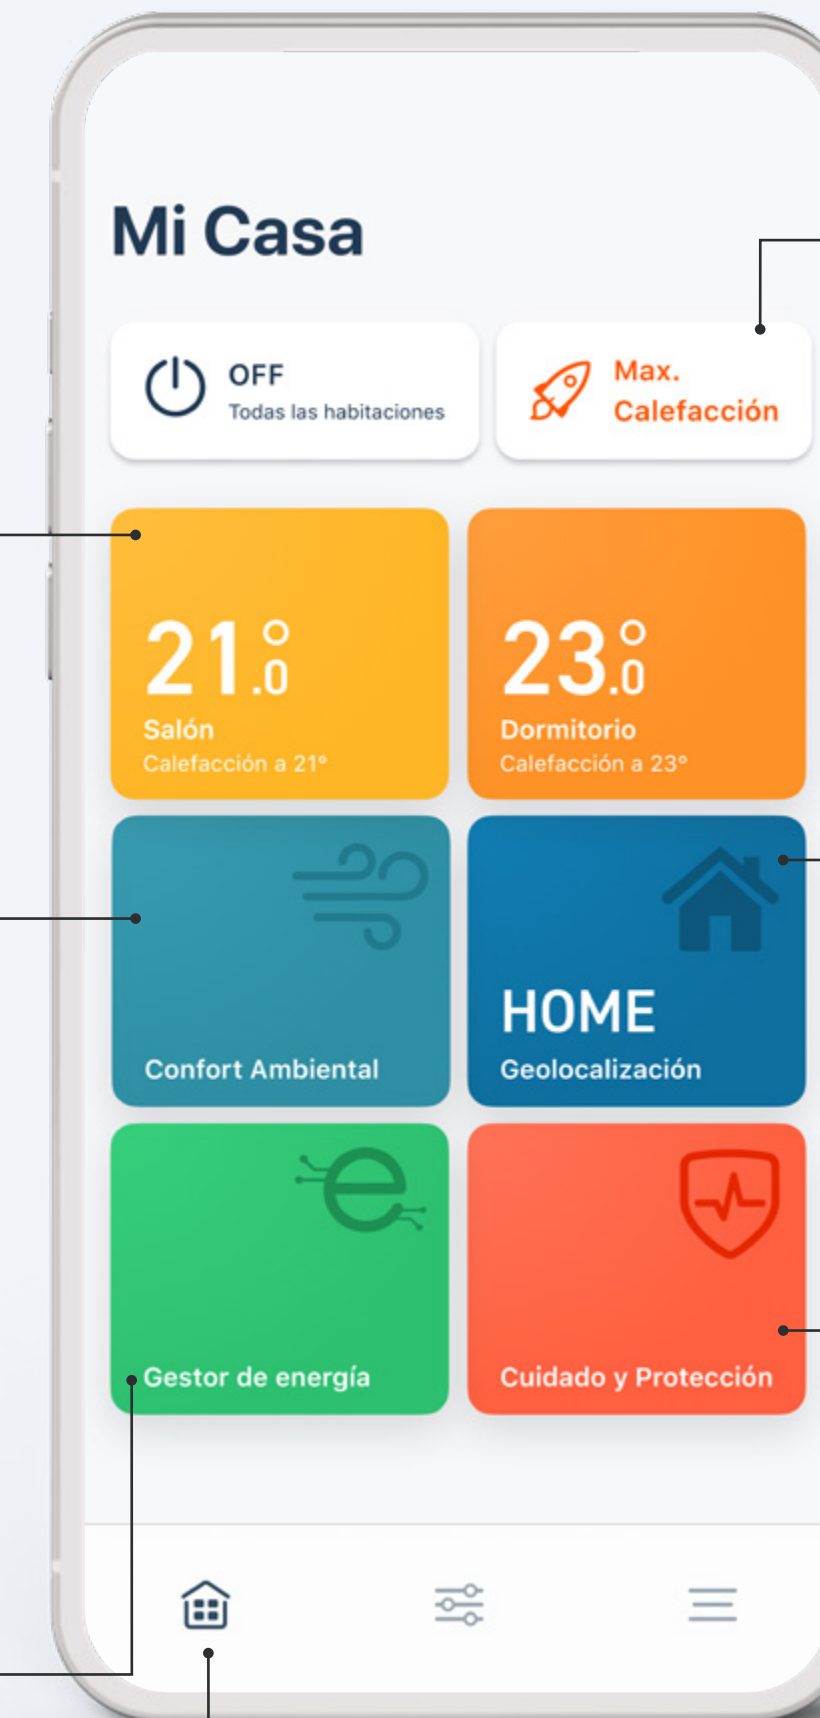 Mi Casa
OFF
Todas las habitaciones
Max.
Calefacción
21.0°
Salón
Calefacción a 21°
23.0°
Dormitorio
Calefacción a 23°
Confort Ambiental
HOME
Geolocalización
Gestor de energía
Cuidado y Protección